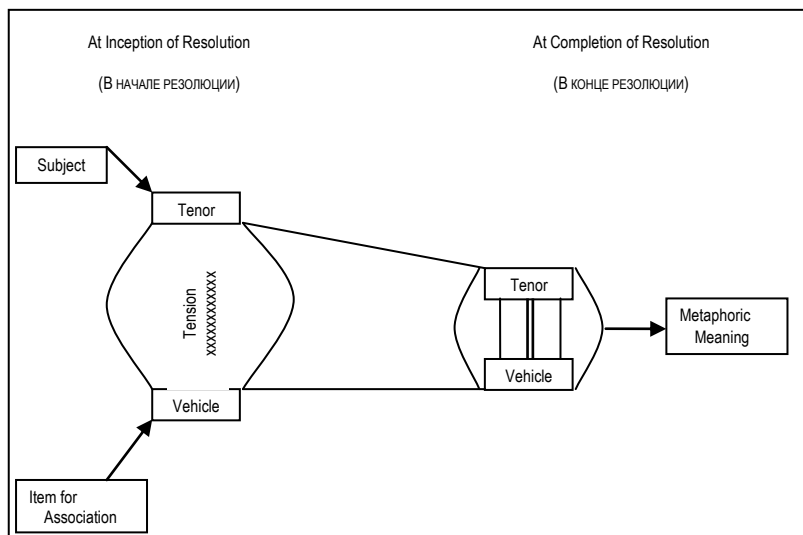 At Inception of Resolution
(В НАЧАЛЕ РЕЗОЛЮЦИИ)
At Completion of Resolution
(В КОНЦЕ РЕЗОЛЮЦИИ)
Subject
Tenor
Tension
xxxxxxxxxxxxx
Vehicle
Item for
Association
Tenor
Vehicle
Metaphoric
Meaning